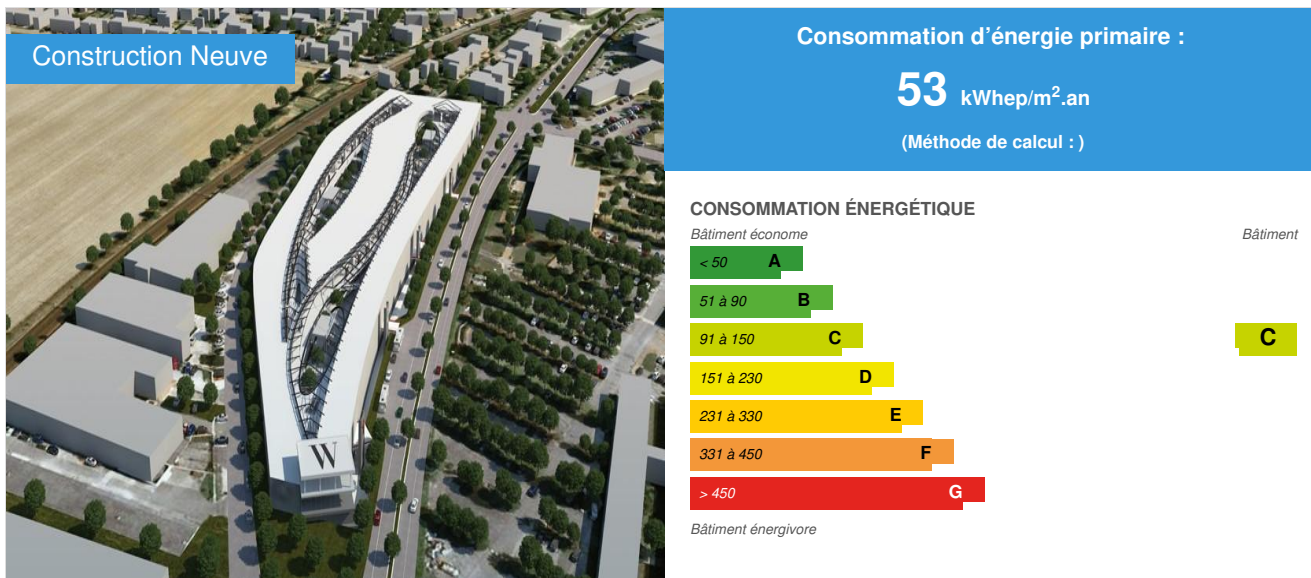 Construction Neuve
W
Consommation d'énergie primaire :
53 kWhep/m².an
(Méthode de calcul : )
CONSOMMATION ÉNERGÉTIQUE
Bâtiment économe
Bâtiment
< 50 A
51 à 90 B
91 à 150 C
C
151 à 230 D
231 à 330 E
331 à 450 F
> 450 G
Bâtiment énergivore